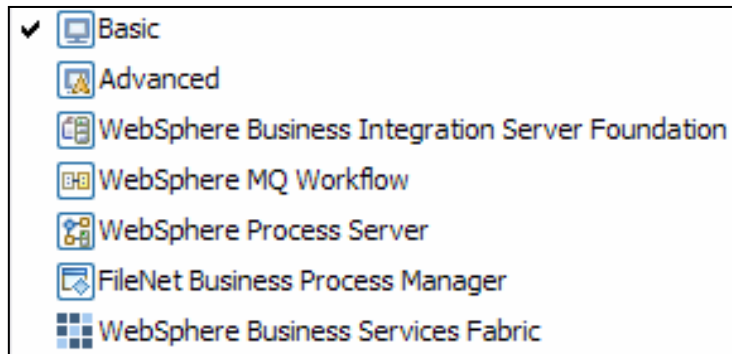 Basic
Advanced
WebSphere Business Integration Server Foundation
WebSphere MQ Workflow
WebSphere Process Server
FileNet Business Process Manager
WebSphere Business Services Fabric